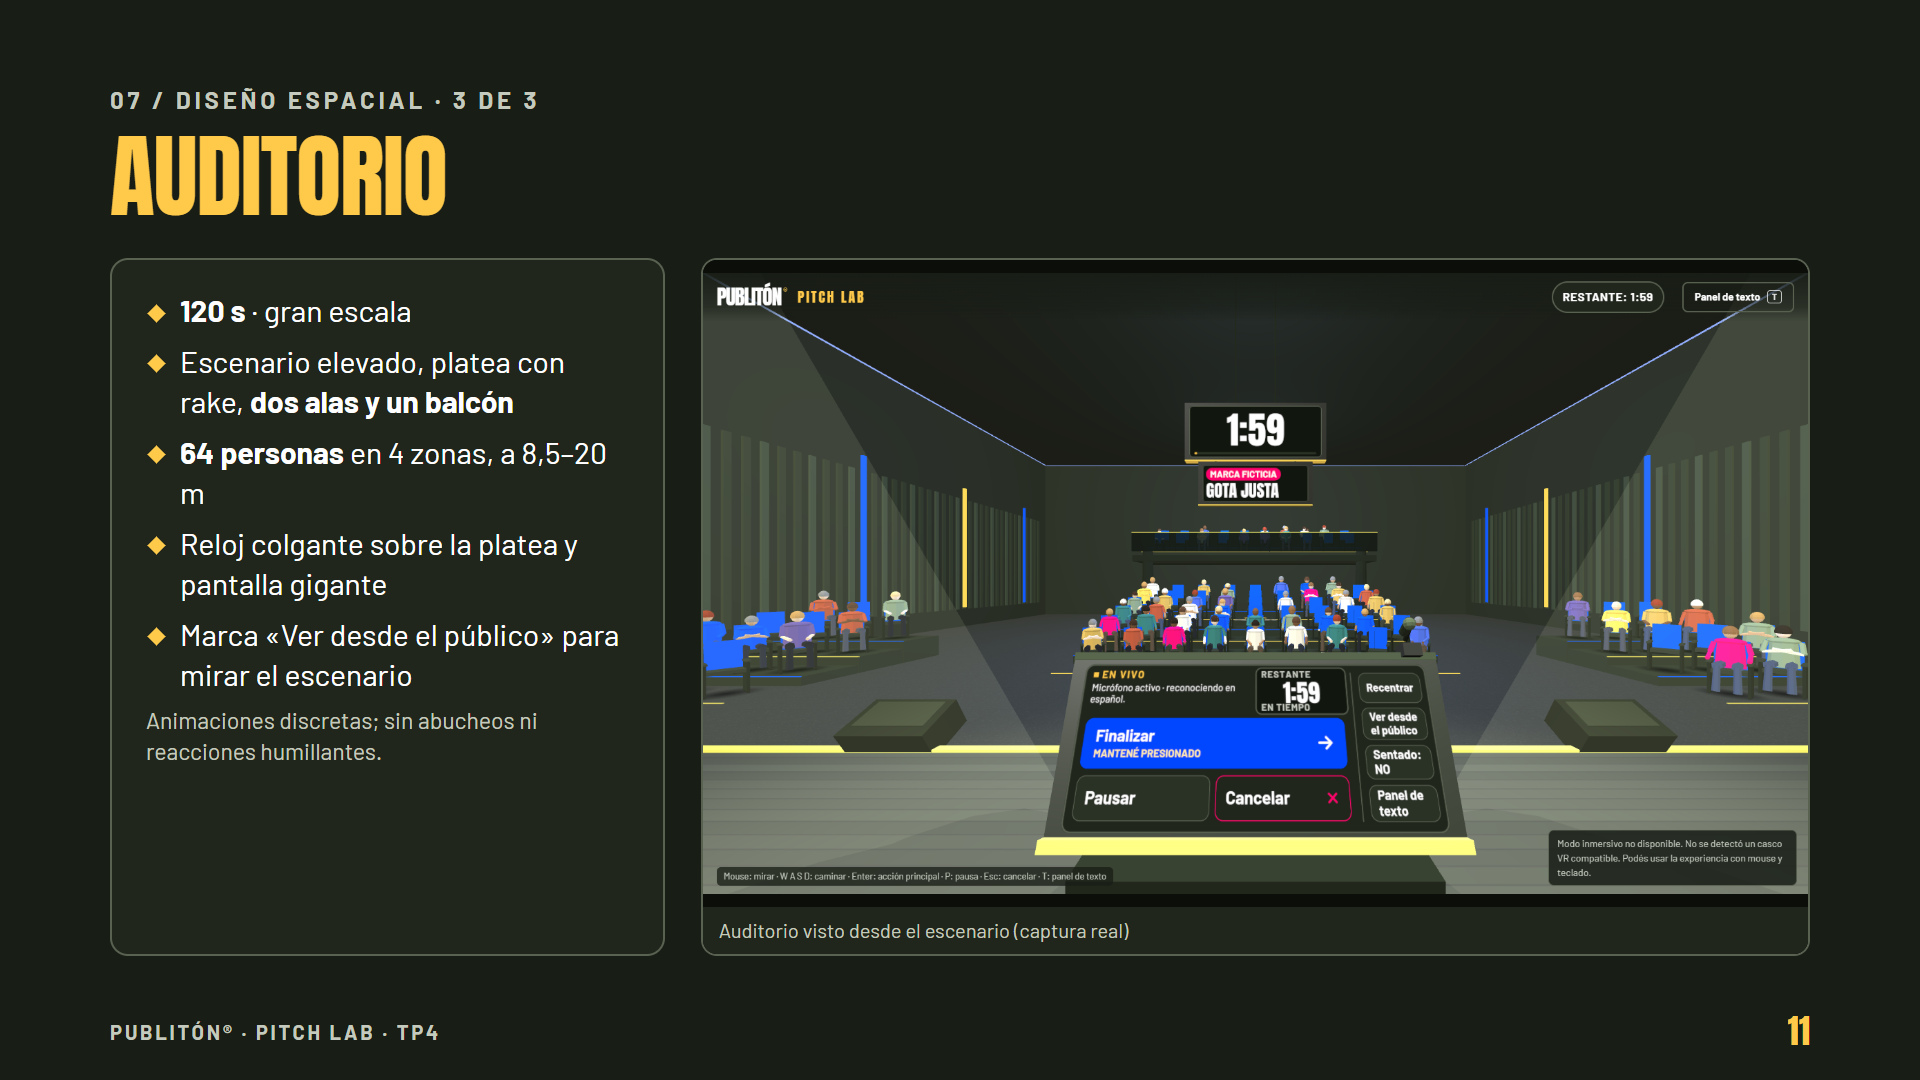 07 / DISEÑO ESPACIAL · 3 DE 3
AUDITORIO
120 s · gran escala
Escenario elevado, platea con
rake, dos alas y un balcón
64 personas en 4 zonas, a 8,5–20
m
Reloj colgante sobre la platea y
pantalla gigante
Marca «Ver desde el público» para
mirar el escenario
Animaciones discretas; sin abucheos ni
reacciones humillantes.
PUBLITÓN® PITCH LAB
RESTANTE: 1:59
Panel de texto T
1:59
MARCA FICTICIA
GOTA JUSTA
EN VIVO
Micrófono activo · reconociendo en
español.
RESTANTE
1:59
EN TIEMPO
Finalizar
MANTENÉ PRESIONADO
Pausar
Cancelar
Recentrar
Ver desde
el público
Sentado:
NO
Panel de
texto
Mouse: mirar · W A S D: caminar · Enter: acción principal · P: pausa · Esc: cancelar · T: panel de texto
Modo inmersivo no disponible. No se detectó un casco
VR compatible. Podés usar la experiencia con mouse y
teclado.
Auditorio visto desde el escenario (captura real)
PUBLITÓN® · PITCH LAB · TP4
11